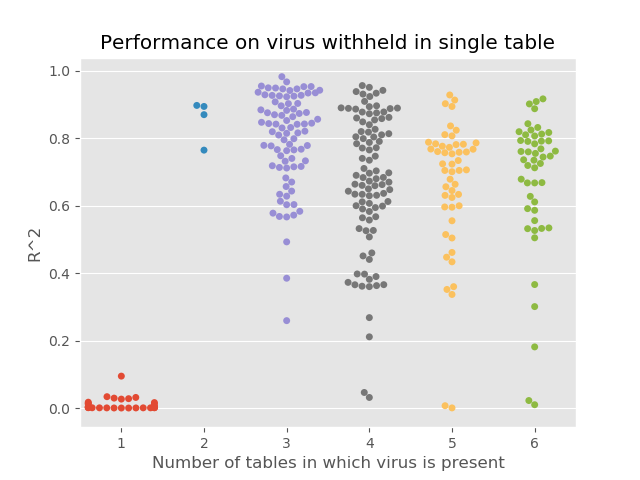 Performance on virus withheld in single table
1.0
0.8
0.6
0.4
0.2
0.0
R^2
1 2 3 4 5 6
Number of tables in which virus is present